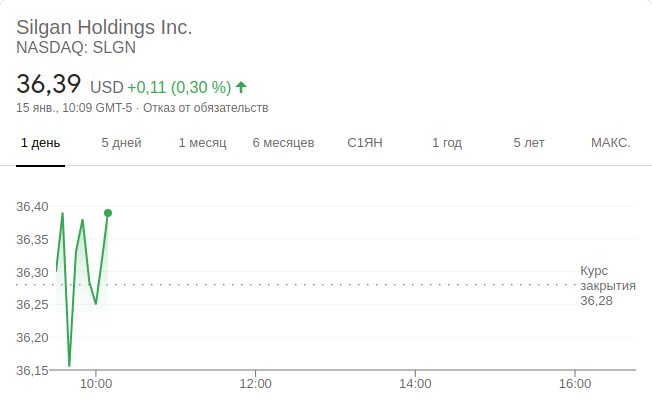 Silgan Holdings Inc.
NASDAQ: SLGN
36,39 USD +0,11 (0,30 %)
15 янв., 10:09 GMT-5 · Отказ от обязательств
1 день 5 дней 1 месяц 6 месяцев С1ЯН 1 год 5 лет МАКС.
36,40
36,35
36,30
36,25
36,20
36,15
Курс
закрытия
36,28
10:00 12:00 14:00 16:00